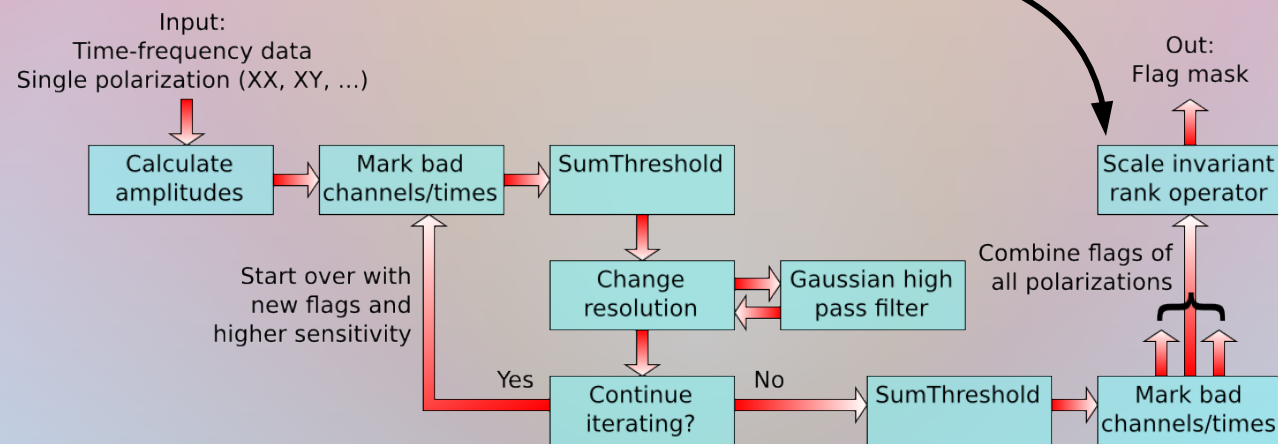 Input:
Time-frequency data
Single polarization (XX, XY, ...)
Calculate
amplitudes
Mark bad
channels/times
SumThreshold
Change
resolution
Gaussian high
pass filter
Start over with
new flags and
higher sensitivity
Yes
Continue
iterating?
No
SumThreshold
Mark bad
channels/times
Combine flags of
all polarizations
Scale invariant
rank operator
Out:
Flag mask